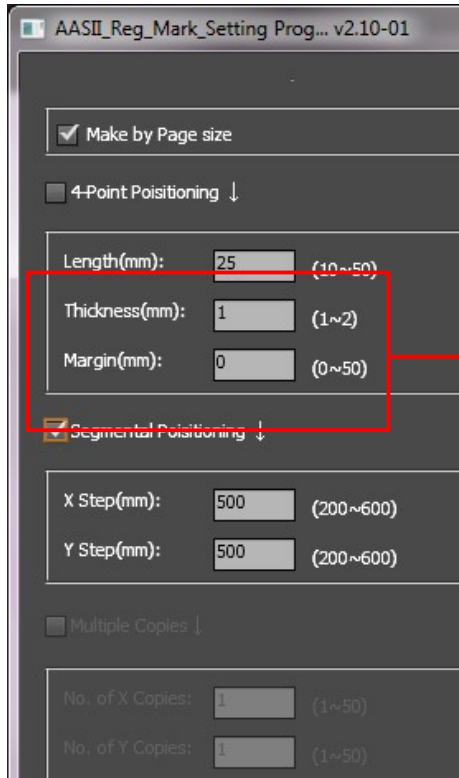 AASII_Reg_Mark_Setting Prog... v2.10-01
Make by Page size
4-Point Poisitioning ↓
Length(mm): 25 (10~50)
Thickness(mm): 1 (1~2)
Margin(mm): 0 (0~50)
Segmental Poisitioning ↓
X Step(mm): 500 (200~600)
Y Step(mm): 500 (200~600)
Multiple Copies ↓
No. of X Copies: 1 (1~50)
No. of Y Copies: 1 (1~50)